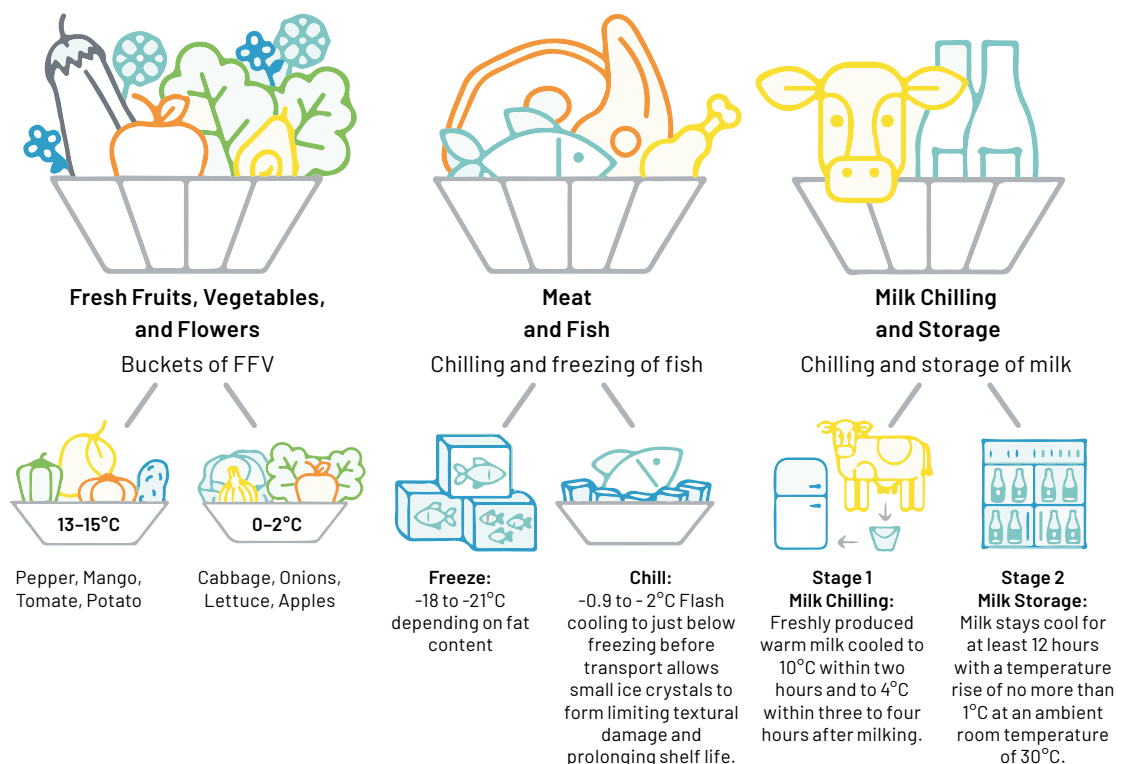 Fresh Fruits, Vegetables,
and Flowers
Buckets of FFV
13–15°C
Pepper, Mango,
Tomate, Potato
0–2°C
Cabbage, Onions,
Lettuce, Apples
Meat
and Fish
Chilling and freezing of fish
Freeze:
-18 to -21°C
depending on fat
content
Chill:
-0.9 to - 2°C Flash
cooling to just below
freezing before
transport allows
small ice crystals to
form limiting textural
damage and
prolonging shelf life.
Milk Chilling
and Storage
Chilling and storage of milk
Stage 1
Milk Chilling:
Freshly produced
warm milk cooled to
10°C within two
hours and to 4°C
within three to four
hours after milking.
Stage 2
Milk Storage:
Milk stays cool for
at least 12 hours
with a temperature
rise of no more than
1°C at an ambient
room temperature
of 30°C.